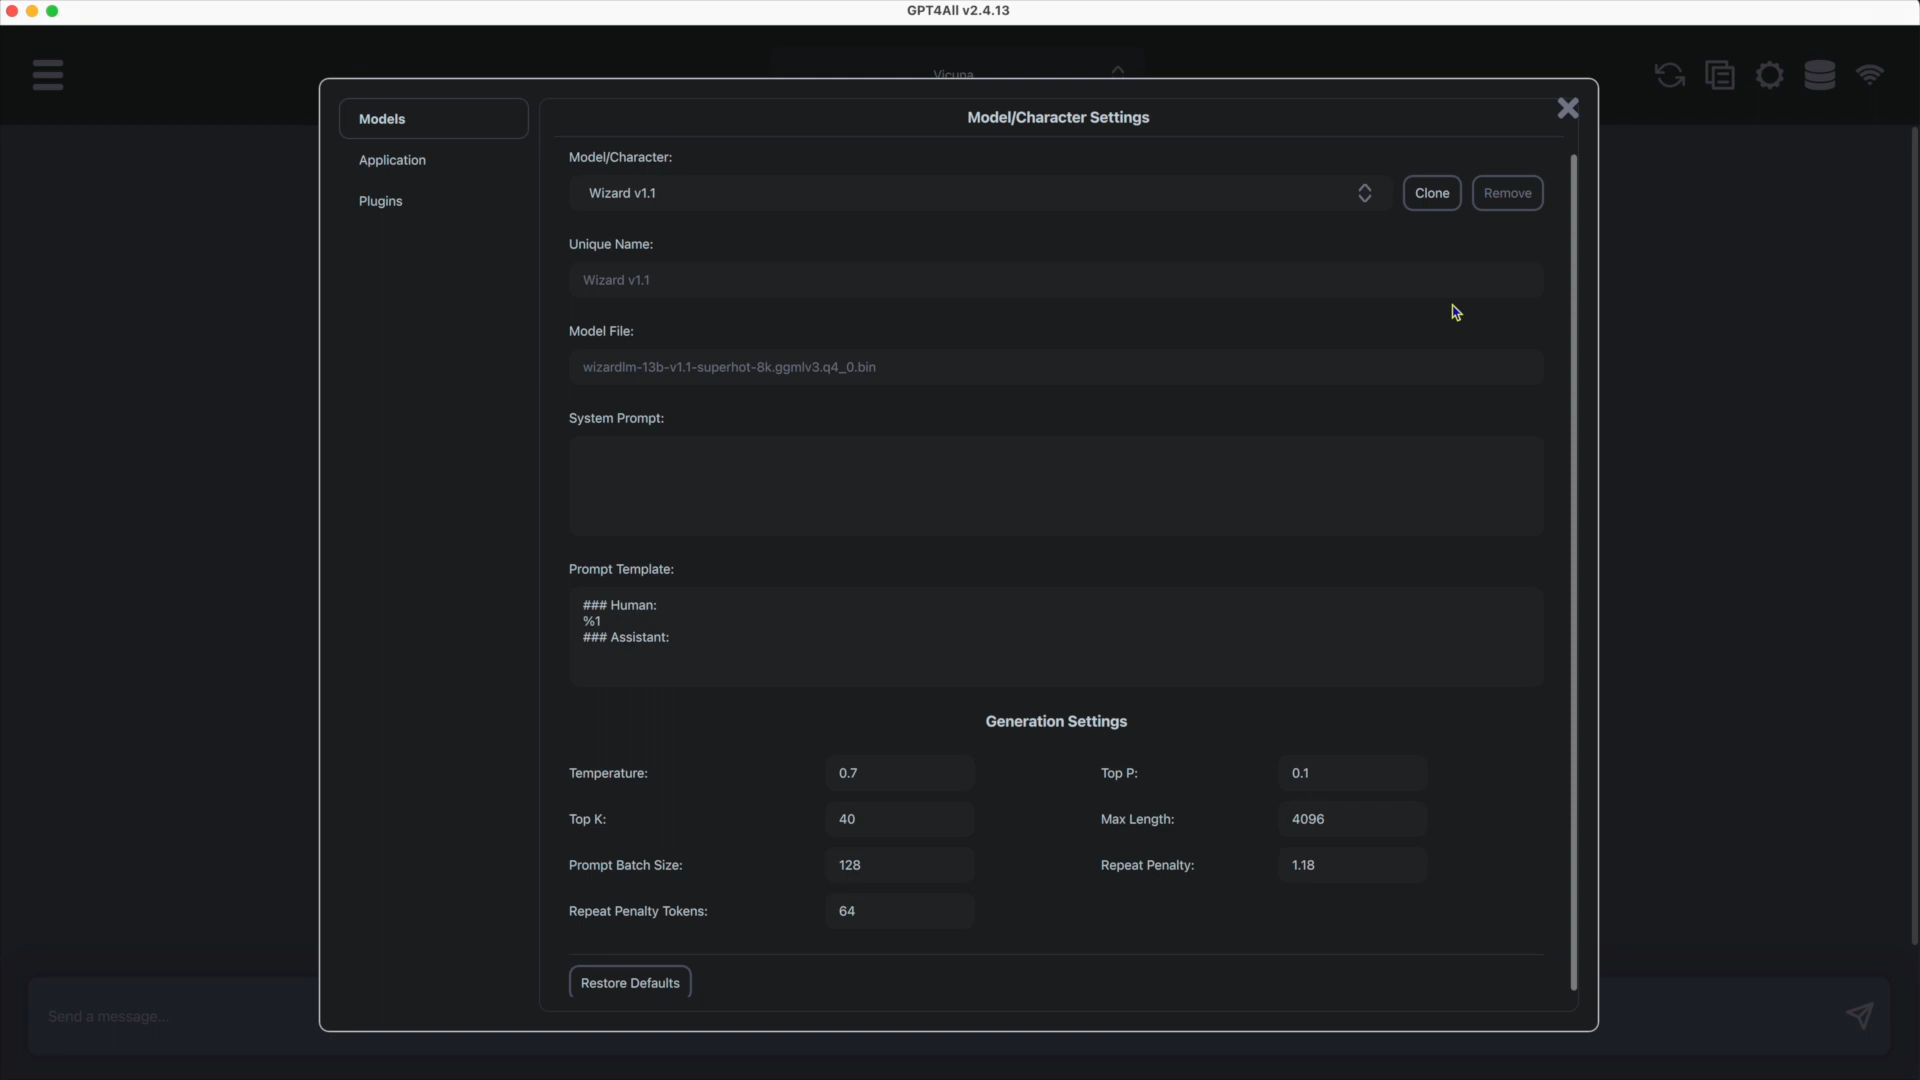 GPT4All v2.4.13
Vicuna
Models
Application
Plugins
Model/Character Settings
Model/Character:
Wizard v1.1
Clone
Remove
Unique Name:
Wizard v1.1
Model File:
wizardlm-13b-v1.1-superhot-8k.ggmlv3.q4_0.bin
System Prompt:
Prompt Template:
### Human:
%1
### Assistant:
Generation Settings
Temperature: 0.7 Top P: 0.1
Top K: 40 Max Length: 4096
Prompt Batch Size: 128 Repeat Penalty: 1.18
Repeat Penalty Tokens: 64
Restore Defaults
Send a message...